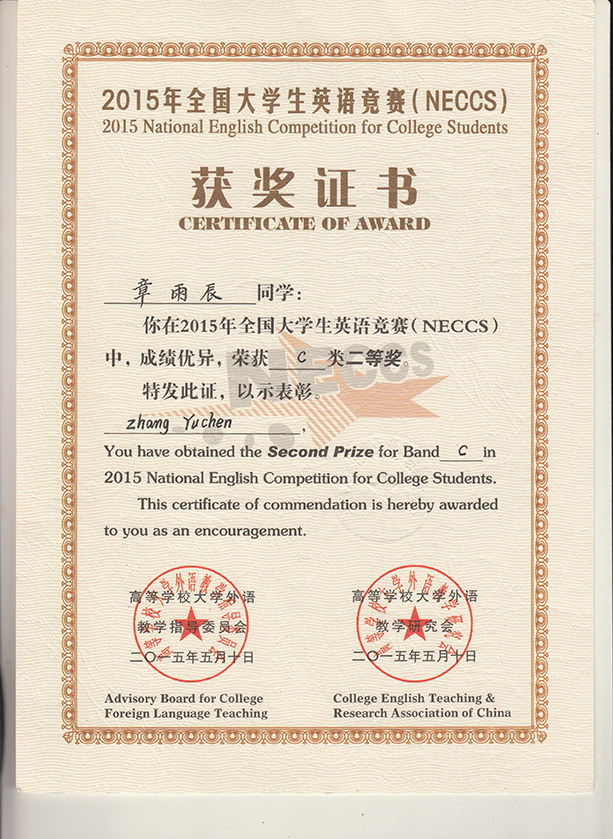 2015年全国大学生英语竞赛(NECCS)
2015 National English Competition for College Students
获奖证书
CERTIFICATE OF AWARD
章雨辰同学:
你在2015年全国大学生英语竞赛(NECCS)
中,成绩优异,荣获 C 类二等奖。
特发此证,以示表彰。
NECCS
zhang Yuchen,
You have obtained the Second Prize for Band C in
2015 National English Competition for College Students.
This certificate of commendation is hereby awarded
to you as an encouragement.
高等学校大学外语
教学指导委员会
二〇一五年五月十日
Advisory Board for College
Foreign Language Teaching
高等学校大学外语
教学研究会
二〇一五年五月十日
College English Teaching &
Research Association of China